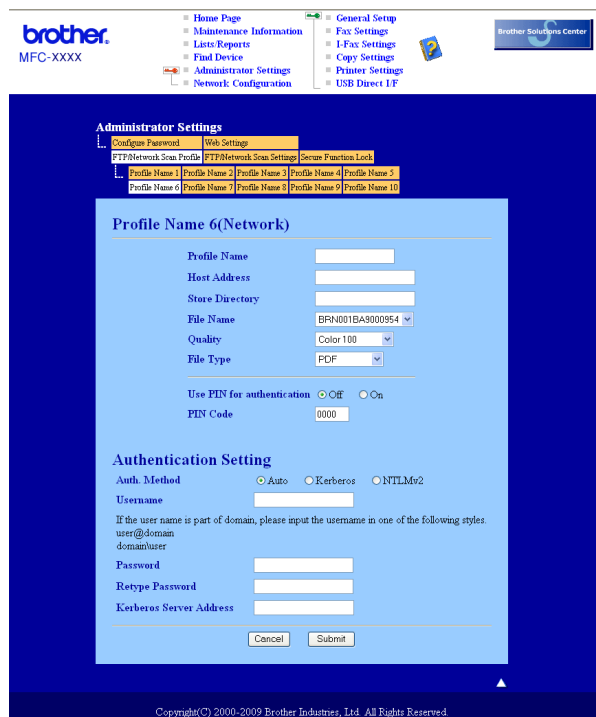 brother.
MFC-XXXX
Home Page
Maintenance Information
Lists/Reports
Find Device
Administrator Settings
Network Configuration
General Setup
Fax Settings
I-Fax Settings
Copy Settings
Printer Settings
USB Direct I/F
Brother Solutions Center
Administrator Settings
Configure Password Web Settings
FTP/Network Scan Profile FTP/Network Scan Settings Secure Function Lock
Profile Name 1 Profile Name 2 Profile Name 3 Profile Name 4 Profile Name 5
Profile Name 6 Profile Name 7 Profile Name 8 Profile Name 9 Profile Name 10
Profile Name 6(Network)
Profile Name
Host Address
Store Directory
File Name BRN001BA9000954
Quality Color 100
File Type PDF
Use PIN for authentication Off On
PIN Code 0000
Authentication Setting
Auth. Method Auto Kerberos NTLMv2
Username
If the user name is part of domain, please input the username in one of the following styles.
user@domain
domain\user
Password
Retype Password
Kerberos Server Address
Cancel Submit
Copyright(C) 2000-2009 Brother Industries, Ltd. All Rights Reserved.